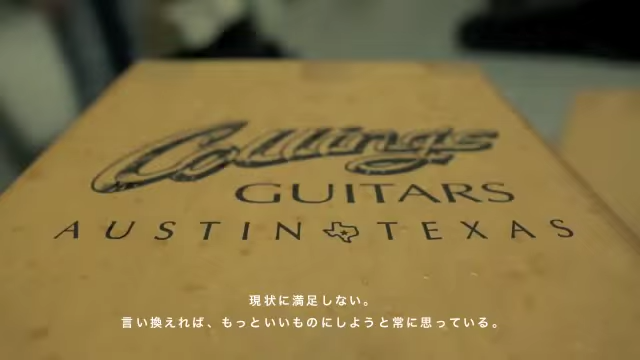 Collings
GUITARS
AUSTIN TEXAS
現状に満足しない。
言い換えれば、もっといいものにしようと常に思っている。